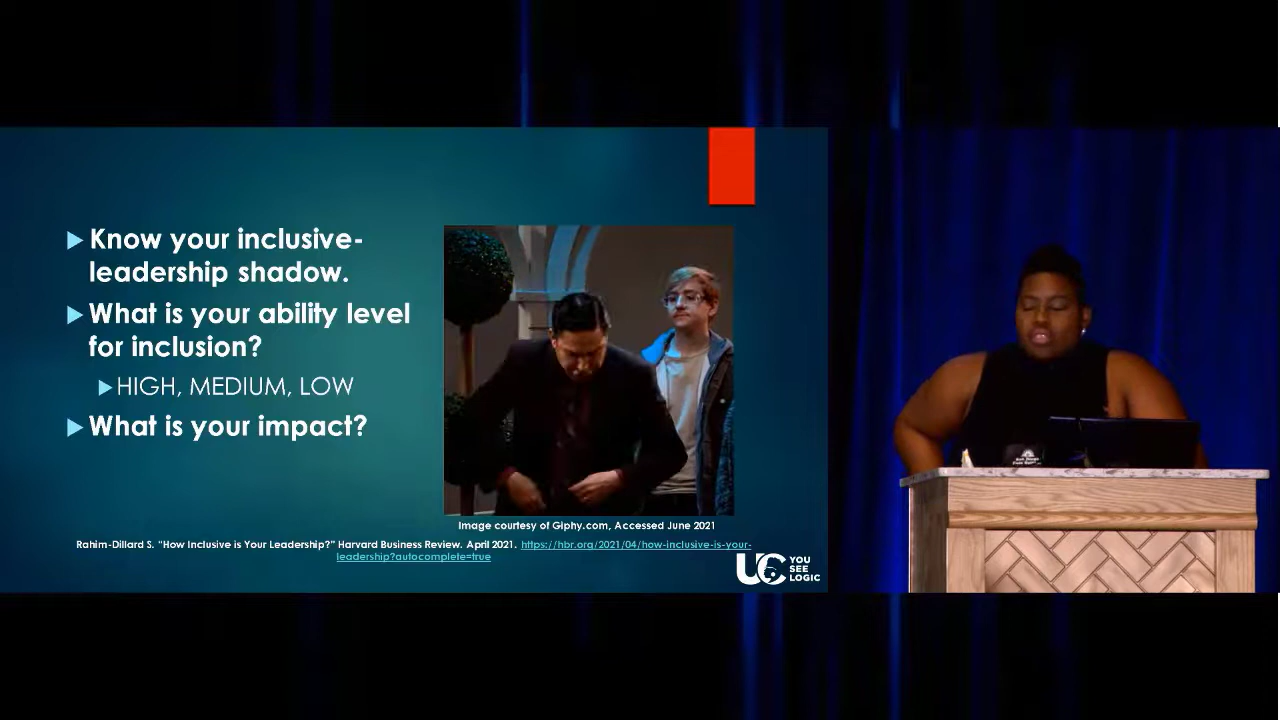 Know your inclusive-
leadership shadow.
What is your ability level
for inclusion?
HIGH, MEDIUM, LOW
What is your impact?
Image courtesy of Giphy.com, Accessed June 2021
Rahim-Dillard S. "How Inclusive is Your Leadership?" Harvard Business Review. April 2021. https://hbr.org/2021/04/how-inclusive-is-your-
leadership?autocomplete=true
UC YOU
SEE
LOGIC